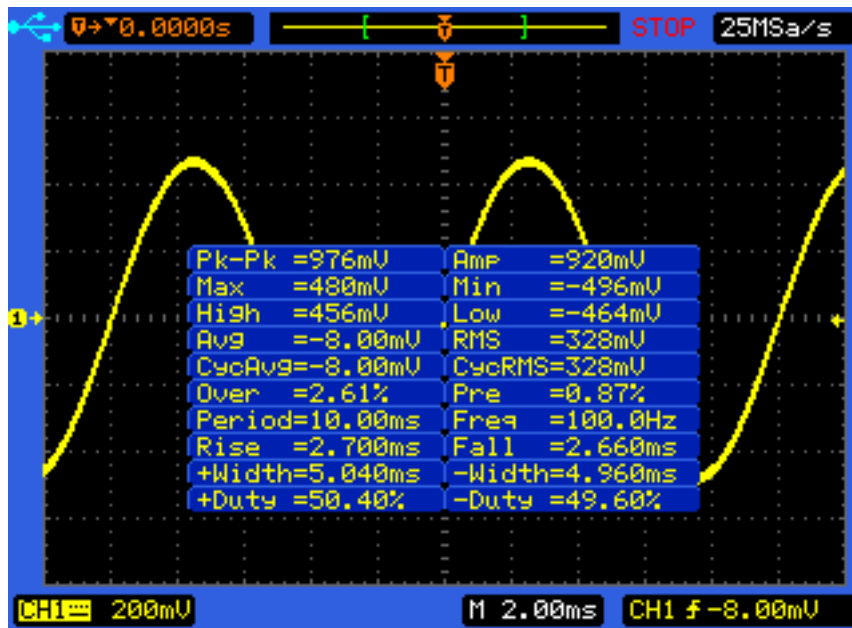 T→▼0.0000s T STOP 25MSa/s
T
Pk-Pk =976mV Amp =920mV
Max =480mV Min =-496mV
High =456mV Low =-464mV
1 Avg =-8.00mV RMS =328mV
CycAvg=-8.00mV CycRMS=328mV
Over =2.61% Pre =0.87%
Period=10.00ms Freq =100.0Hz
Rise =2.700ms Fall =2.660ms
+Width=5.040ms -Width=4.960ms
+Duty =50.40% -Duty =49.60%
CH1 200mV M 2.00ms CH1 -8.00mV